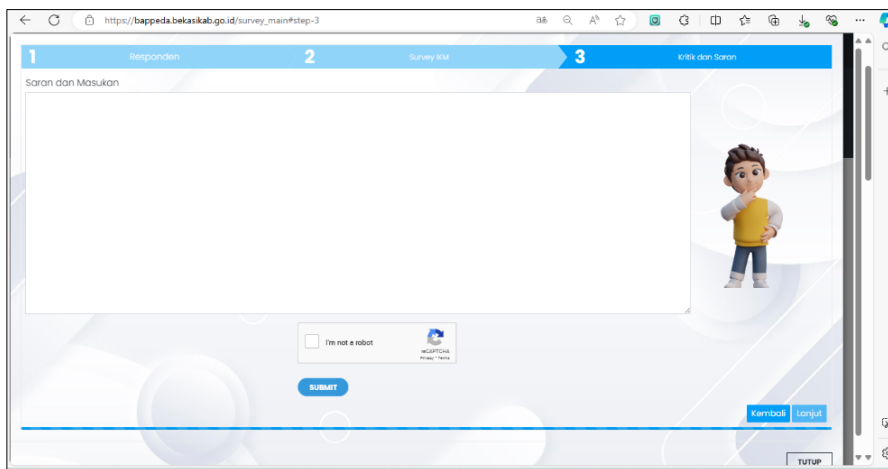 https://bappeda.bekasikab.go.id/survey_main#step-3
1 Responden 2 Survey IKM 3 Kritik dan Saran
Saran dan Masukan
I'm not a robot
reCAPTCHA
Privacy - Terms
SUBMIT
Kembali Lanjut
TUTUP